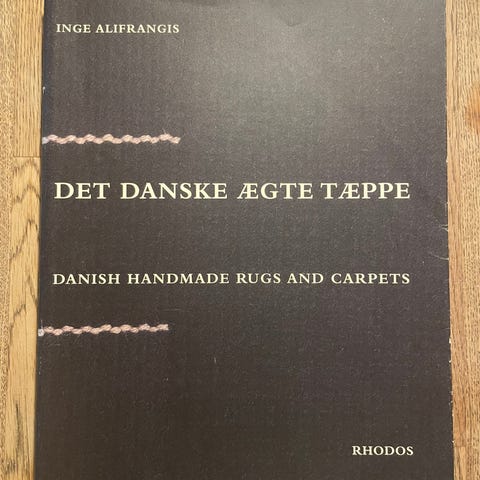 INGE ALIFRANGIS
DET DANSKE ÆGTE TÆPPE
DANISH HANDMADE RUGS AND CARPETS
RHODOS